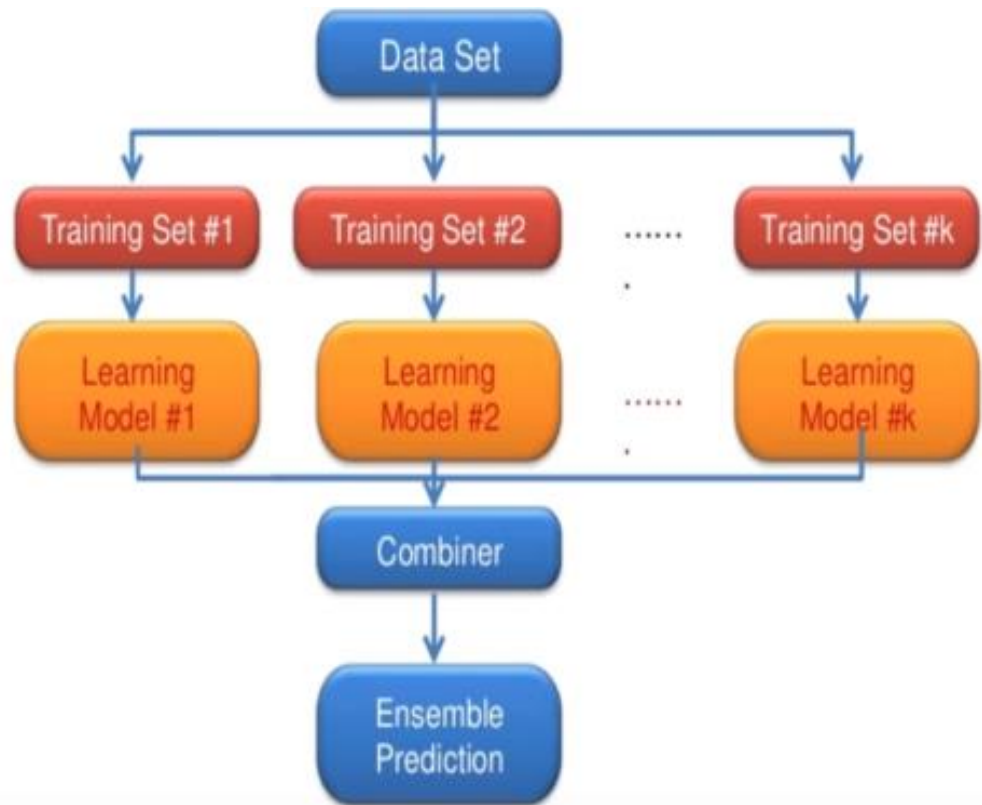 Data Set
Training Set #1
Training Set #2
......
.
Training Set #k
Learning
Model #1
Learning
Model #2
......
.
Learning
Model #k
Combiner
Ensemble
Prediction